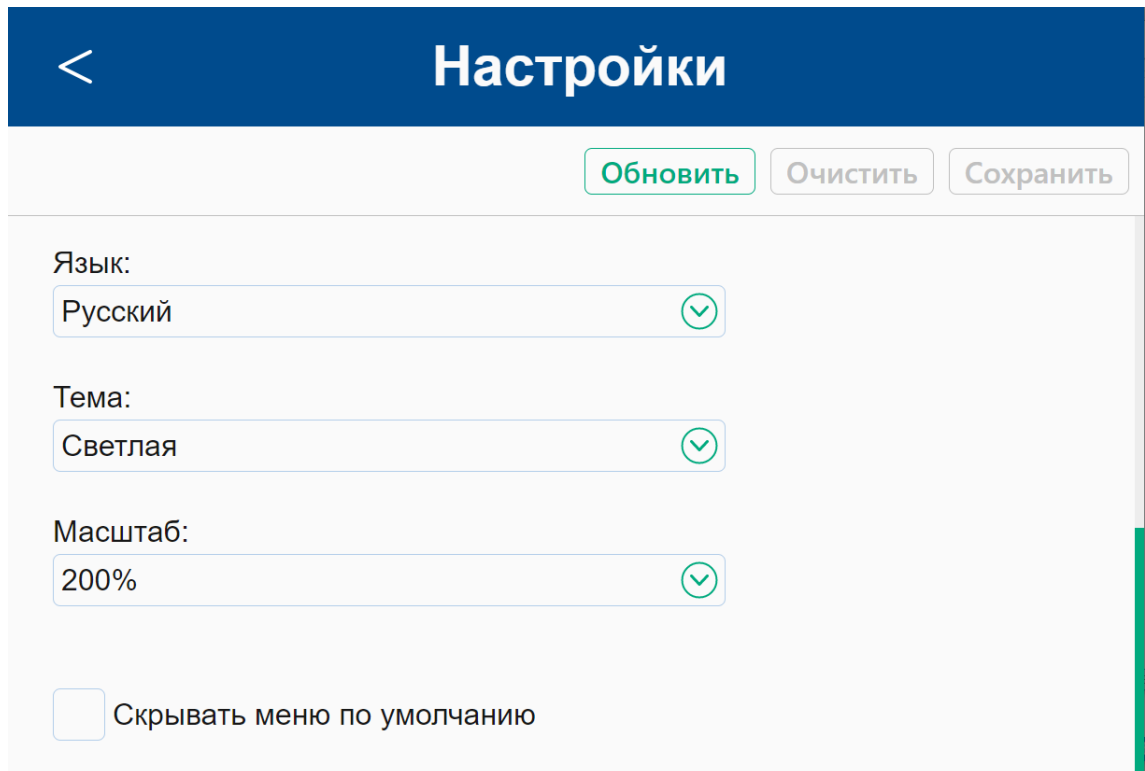 Настройки
Обновить Очистить Сохранить
Язык:
Русский
Тема:
Светлая
Масштаб:
200%
Скрывать меню по умолчанию